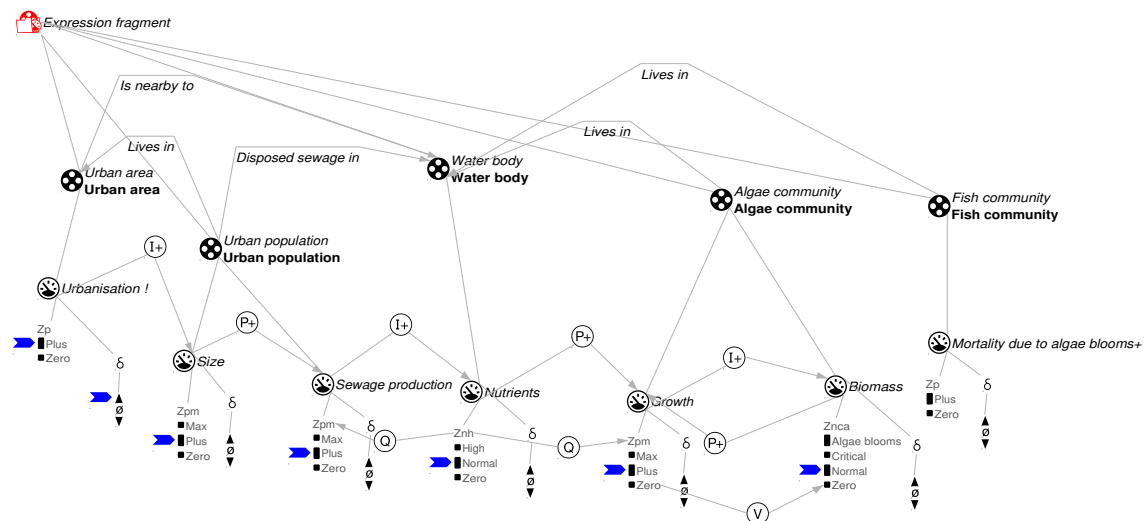 Expression fragment
Is nearby to
Lives in
Lives in
Lives in
Disposed sewage in
Urban area
Urban area
Water body
Water body
Algae community
Algae community
Fish community
Fish community
Urban population
Urban population
I+
Urbanisation !
Zp
Plus
Zero
δ
ø
P+
I+
P+
I+
Size
Zpm
Max
Plus
Zero
δ
ø
Sewage production
Zpm
Max
Plus
Zero
δ
ø
Q
Nutrients
Znh
High
Normal
Zero
δ
ø
Q
Growth
Zpm
Max
Plus
Zero
δ
ø
P+
V
Biomass
Znca
Algae blooms
Critical
Normal
Zero
δ
ø
Mortality due to algae blooms+
Zp
Plus
Zero
δ
ø